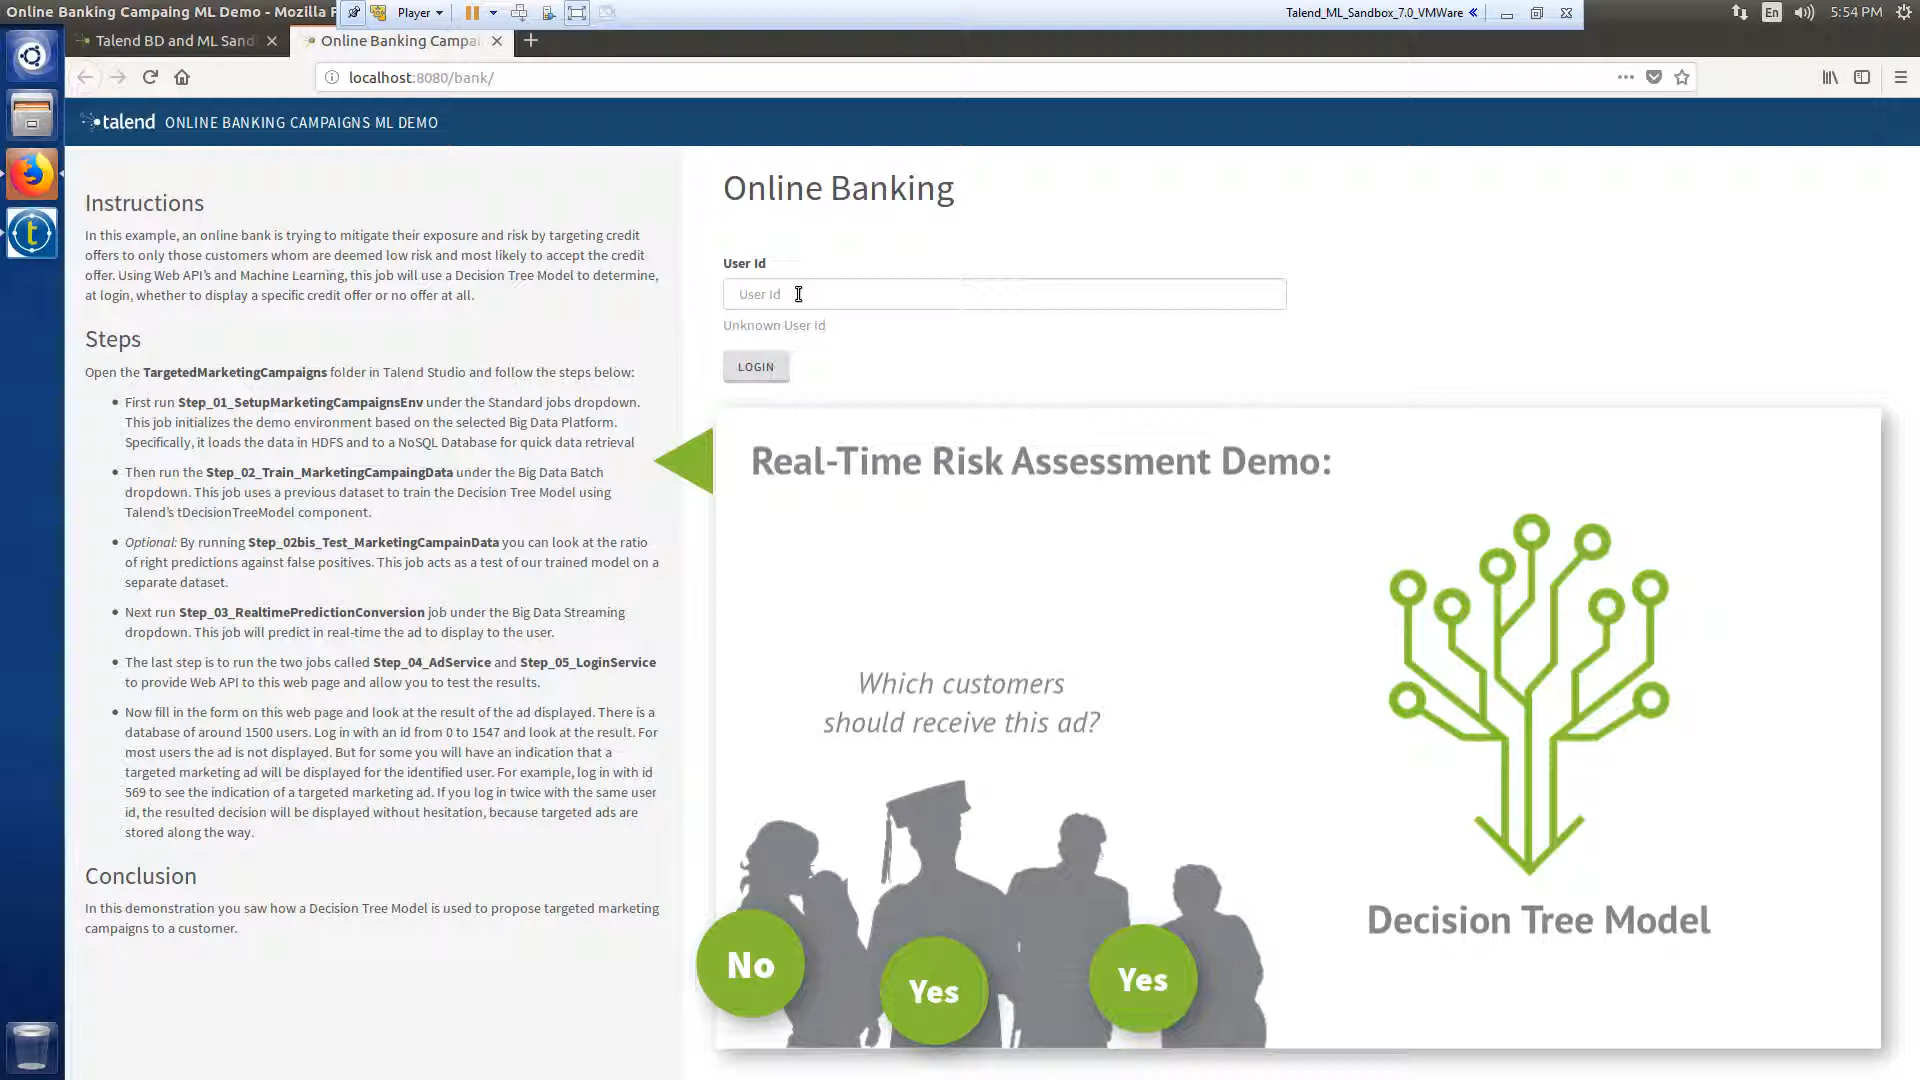 Online Banking Campaing ML Demo - Mozilla F
Player
Talend_ML_Sandbox_7.0_VMWare
En
5:54 PM
Talend BD and ML Sand
Online Banking Campai
localhost:8080/bank/
talend ONLINE BANKING CAMPAIGNS ML DEMO
Instructions
In this example, an online bank is trying to mitigate their exposure and risk by targeting credit
offers to only those customers whom are deemed low risk and most likely to accept the credit
offer. Using Web API's and Machine Learning, this job will use a Decision Tree Model to determine,
at login, whether to display a specific credit offer or no offer at all.
Steps
Open the TargetedMarketingCampaigns folder in Talend Studio and follow the steps below:
First run Step_01_SetupMarketingCampaignsEnv under the Standard jobs dropdown.
This job initializes the demo environment based on the selected Big Data Platform.
Specifically, it loads the data in HDFS and to a NoSQL Database for quick data retrieval
Then run the Step_02_Train_MarketingCampaingData under the Big Data Batch
dropdown. This job uses a previous dataset to train the Decision Tree Model using
Talend's tDecisionTreeModel component.
Optional: By running Step_02bis_Test_MarketingCampainData you can look at the ratio
of right predictions against false positives. This job acts as a test of our trained model on a
separate dataset.
Next run Step_03_RealtimePredictionConversion job under the Big Data Streaming
dropdown. This job will predict in real-time the ad to display to the user.
The last step is to run the two jobs called Step_04_AdService and Step_05_LoginService
to provide Web API to this web page and allow you to test the results.
Now fill in the form on this web page and look at the result of the ad displayed. There is a
database of around 1500 users. Log in with an id from 0 to 1547 and look at the result. For
most users the ad is not displayed. But for some you will have an indication that a
targeted marketing ad will be displayed for the identified user. For example, log in with id
569 to see the indication of a targeted marketing ad. If you log in twice with the same user
id, the resulted decision will be displayed without hesitation, because targeted ads are
stored along the way.
Conclusion
In this demonstration you saw how a Decision Tree Model is used to propose targeted marketing
campaigns to a customer.
Online Banking
User Id
User Id
Unknown User Id
LOGIN
Real-Time Risk Assessment Demo:
Which customers
should receive this ad?
Decision Tree Model
No
Yes
Yes